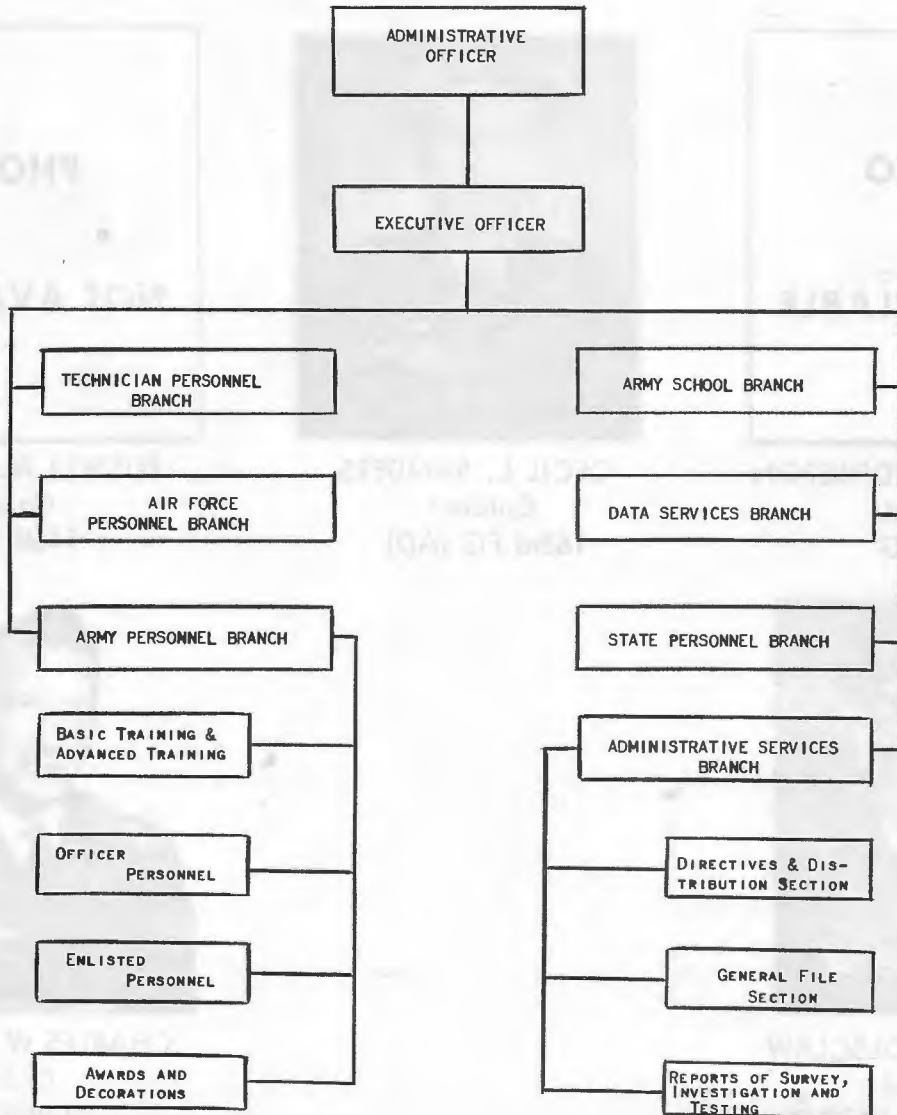 ADMINISTRATIVE
OFFICER
EXECUTIVE OFFICER
TECHNICIAN PERSONNEL
BRANCH
AIR FORCE
PERSONNEL BRANCH
ARMY PERSONNEL BRANCH
BASIC TRAINING &
ADVANCED TRAINING
OFFICER
PERSONNEL
ENLISTED
PERSONNEL
AWARDS AND
DECORATIONS
ARMY SCHOOL BRANCH
DATA SERVICES BRANCH
STATE PERSONNEL BRANCH
ADMINISTRATIVE SERVICES
BRANCH
DIRECTIVES & DIS-
TRIBUTION SECTION
GENERAL FILE
SECTION
REPORTS OF SURVEY,
INVESTIGATION AND
TESTING